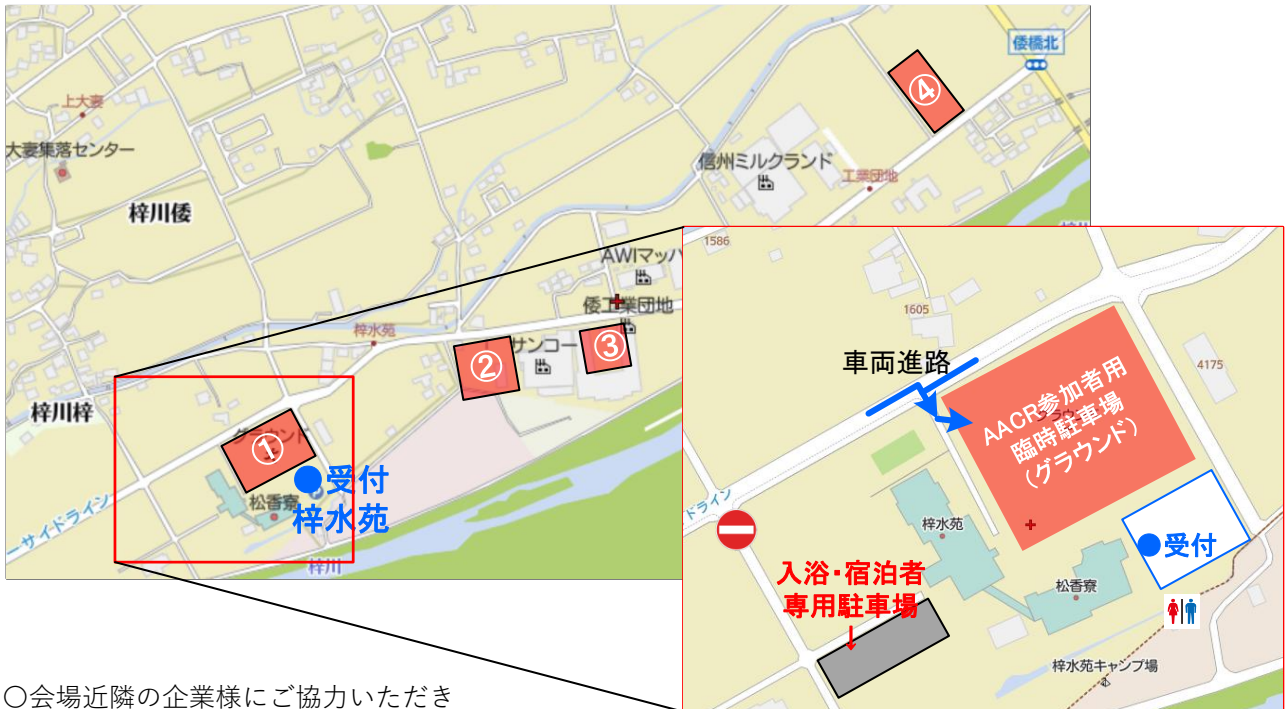 倭橋北
④
上大妻
大妻集落センター
信州ミルクランド
工業団地
梓川倭
AWIマッハ
倭工業団地
梓水苑
②
サンコー
③
梓川梓
グラウンド
①
●受付
梓水苑
松香寮
ーサイドライン
梓川
1586
1605
車両進路
4175
AACR参加者用
臨時駐車場
(グラウンド)
ドライン
梓水苑
●受付
入浴・宿泊者
専用駐車場
↓
松香寮
梓水苑キャンプ場
〇会場近隣の企業様にご協力いただき